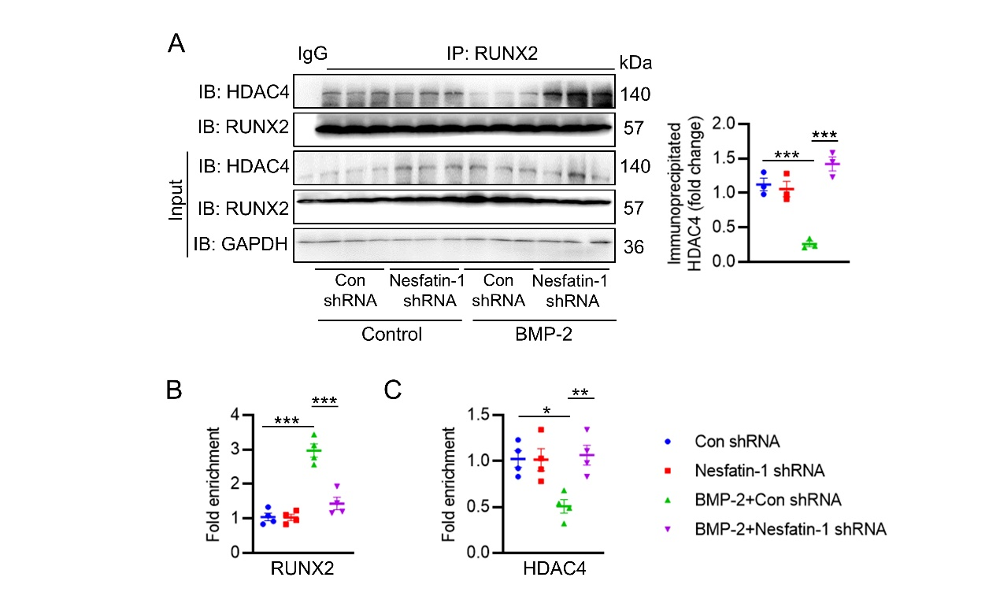 A
IgG
IP: RUNX2
kDa
IB: HDAC4
140
IB: RUNX2
57
Input
IB: HDAC4
140
IB: RUNX2
57
IB: GAPDH
36
Con
shRNA
Nesfatin-1
shRNA
Con
shRNA
Nesfatin-1
shRNA
Control
BMP-2
Immunoprecipitated
HDAC4 (fold change)
2.0
1.5
1.0
0.5
0.0
***
***
B
Fold enrichment
4
3
2
1
0
***
***
RUNX2
C
Fold enrichment
1.5
1.0
0.5
0.0
*
**
HDAC4
Con shRNA
Nesfatin-1 shRNA
BMP-2+Con shRNA
BMP-2+Nesfatin-1 shRNA